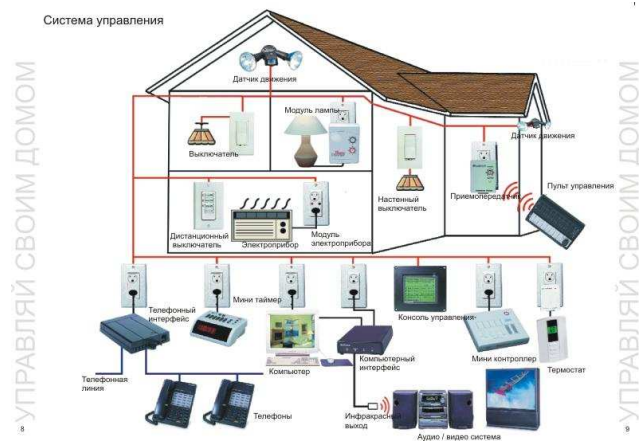 Система управления
УПРАВЛЯЙ СВОИМ ДОМОМ
УПРАВЛЯЙ СВОИМ ДОМОМ
Датчик движения
Модуль лампы
Выключатель
Датчик движения
Настенный
выключатель
Приемопередатчик
Пульт управления
Дистанционный
выключатель
Электроприбор
Модуль
электроприбора
Телефонный
интерфейс
Мини таймер
Консоль управления
Компьютер
Компьютерный
интерфейс
Мини контроллер
Термостат
Телефонная
линия
Телефоны
Инфракрасный
выход
Аудио / видео система
8
9